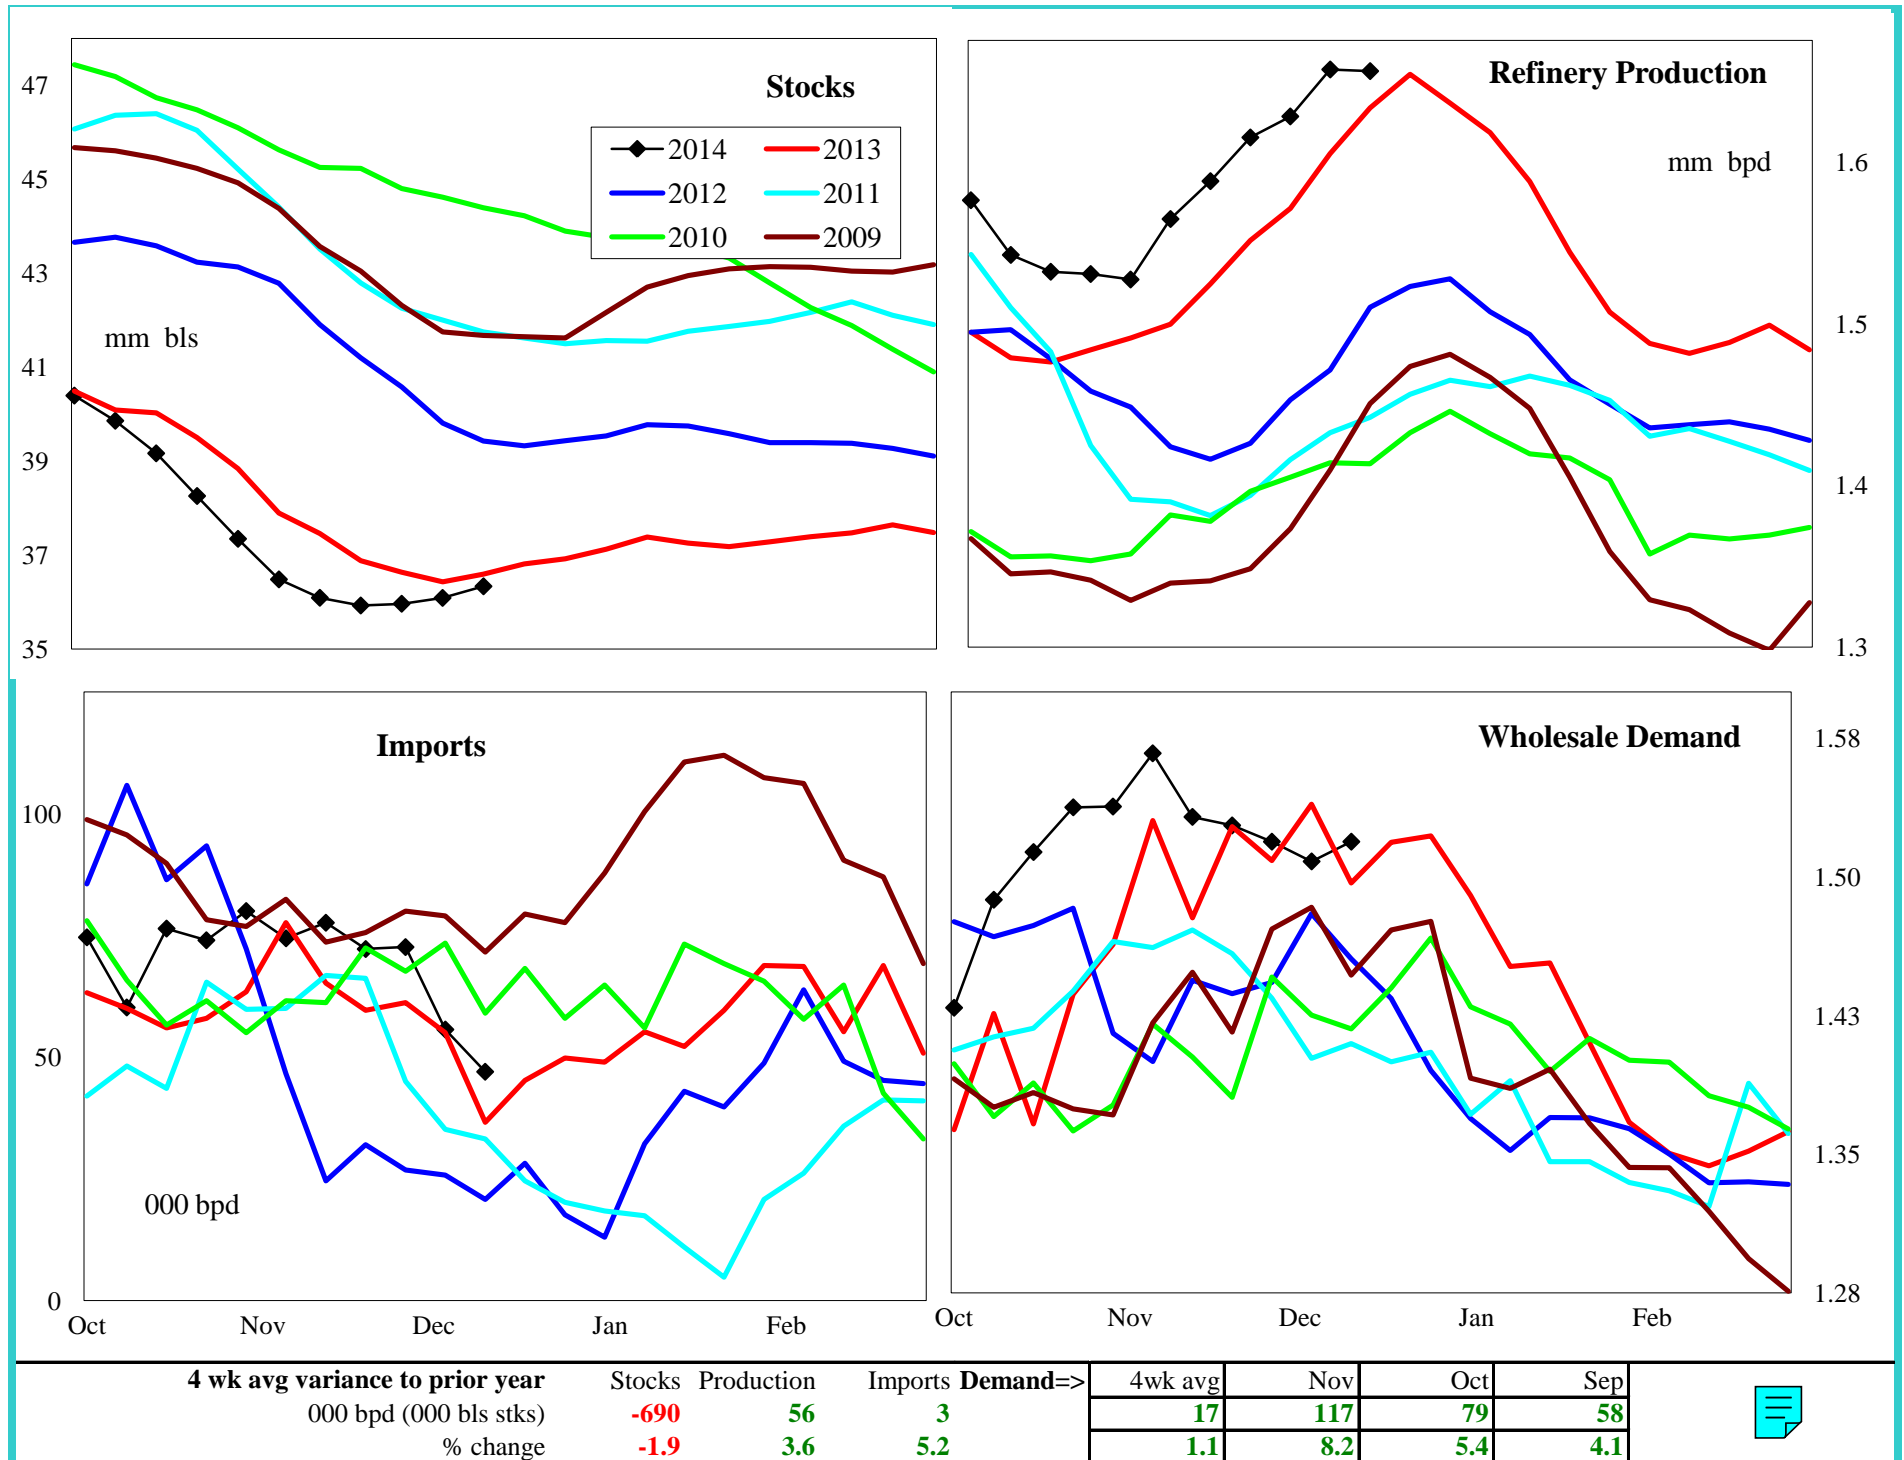 Stocks
47
45
43
41
39
37
35
mm bls
2014 2013
2012 2011
2010 2009
Refinery Production
mm bpd
1.6
1.5
1.4
1.3
Imports
100
50
0
000 bpd
Oct Nov Dec Jan Feb
Wholesale Demand
1.58
1.50
1.43
1.35
1.28
Oct Nov Dec Jan Feb
4 wk avg variance to prior year Stocks Production Imports Demand=> 4wk avg Nov Oct Sep
000 bpd (000 bls stks) -690 56 3 17 117 79 58
% change -1.9 3.6 5.2 1.1 8.2 5.4 4.1